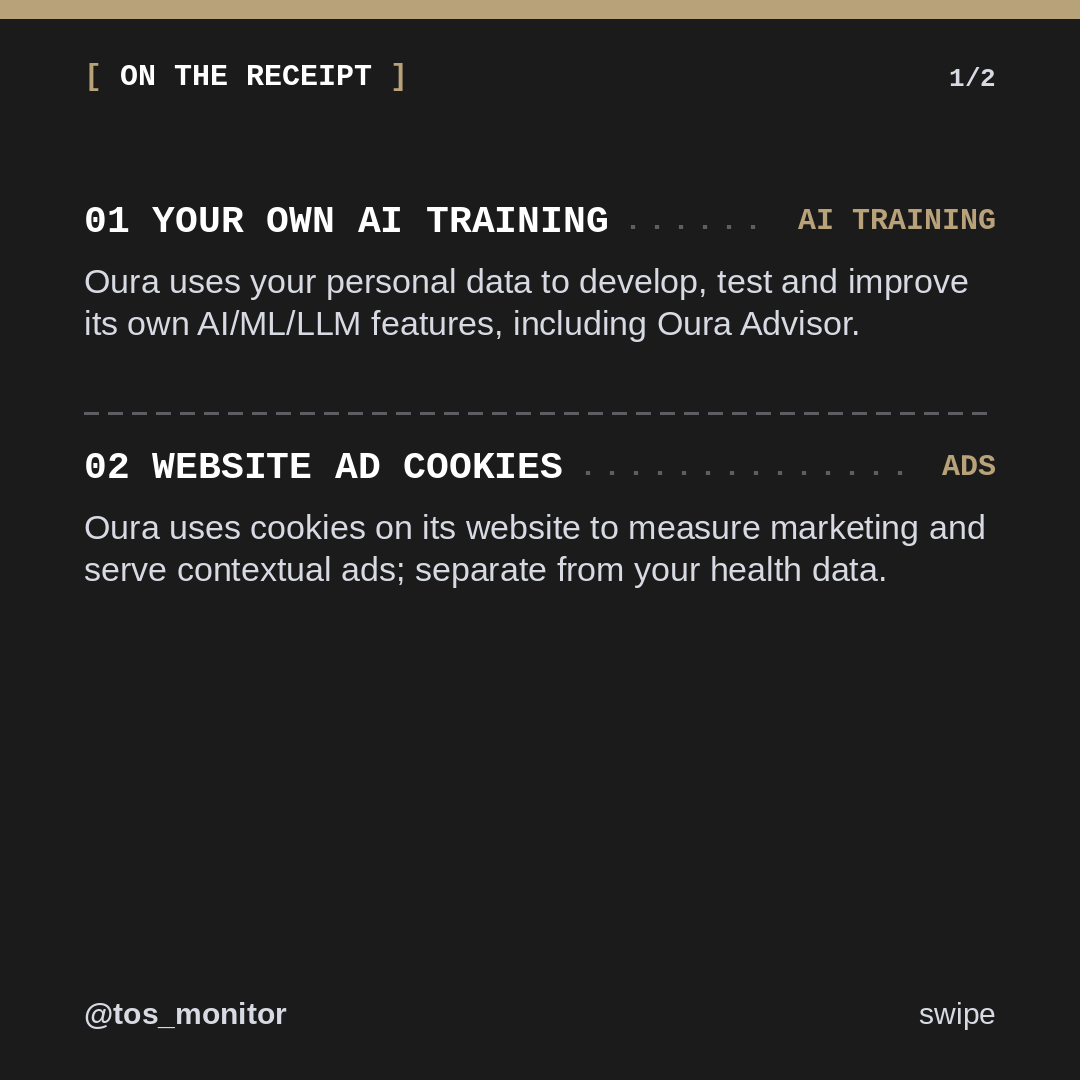 [ ON THE RECEIPT ]
1/2
01 YOUR OWN AI TRAINING . . . . . . AI TRAINING
Oura uses your personal data to develop, test and improve
its own AI/ML/LLM features, including Oura Advisor.
02 WEBSITE AD COOKIES . . . . . . . . . . . . . . ADS
Oura uses cookies on its website to measure marketing and
serve contextual ads; separate from your health data.
@tos_monitor
swipe